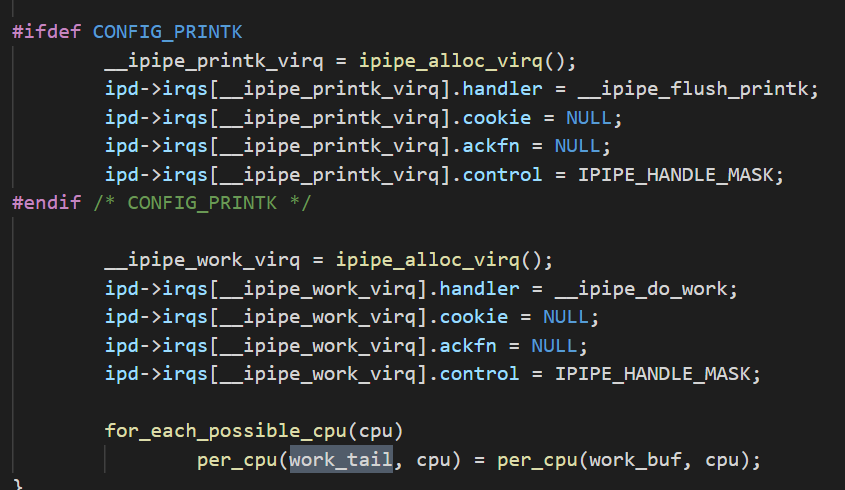 #ifdef CONFIG_PRINTK
        __ipipe_printk_virq = ipipe_alloc_virq();
        ipd->irqs[__ipipe_printk_virq].handler = __ipipe_flush_printk;
        ipd->irqs[__ipipe_printk_virq].cookie = NULL;
        ipd->irqs[__ipipe_printk_virq].ackfn = NULL;
        ipd->irqs[__ipipe_printk_virq].control = IPIPE_HANDLE_MASK;
#endif /* CONFIG_PRINTK */

        __ipipe_work_virq = ipipe_alloc_virq();
        ipd->irqs[__ipipe_work_virq].handler = __ipipe_do_work;
        ipd->irqs[__ipipe_work_virq].cookie = NULL;
        ipd->irqs[__ipipe_work_virq].ackfn = NULL;
        ipd->irqs[__ipipe_work_virq].control = IPIPE_HANDLE_MASK;

        for_each_possible_cpu(cpu)
                per_cpu(work_tail, cpu) = per_cpu(work_buf, cpu);
}